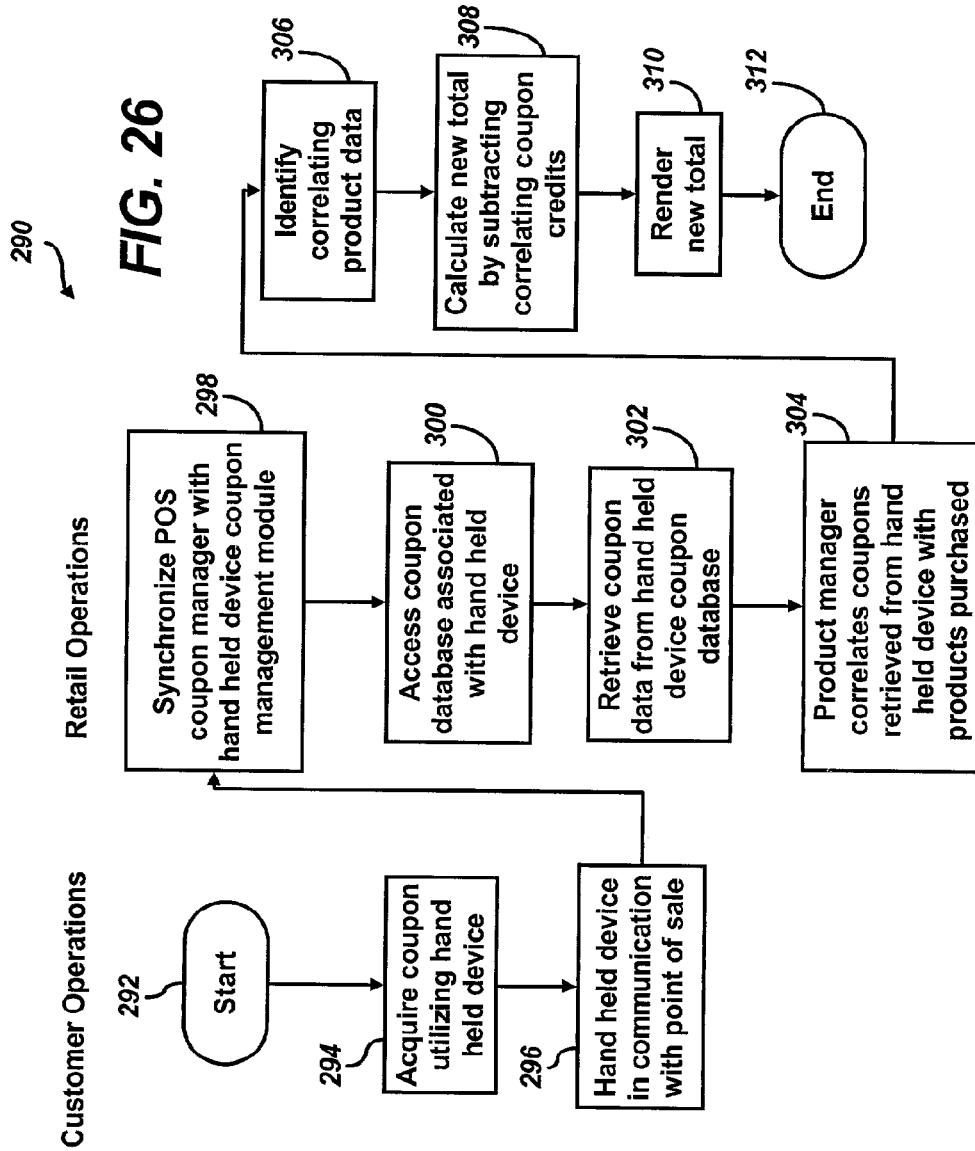 290
FIG. 26
Customer Operations
292
Start
294
Acquire coupon
utilizing hand
held device
296
Hand held device
in communication
with point of sale
Retail Operations
298
Synchronize POS
coupon manager with
hand held device coupon
management module
300
Access coupon
database associated
with hand held
device
302
Retrieve coupon
data from hand held
device coupon
database
304
Product manager
correlates coupons
retrieved from hand
held device with
products purchased
306
Identify
correlating
product data
308
Calculate new total
by subtracting
correlating coupon
credits
310
Render
new total
312
End